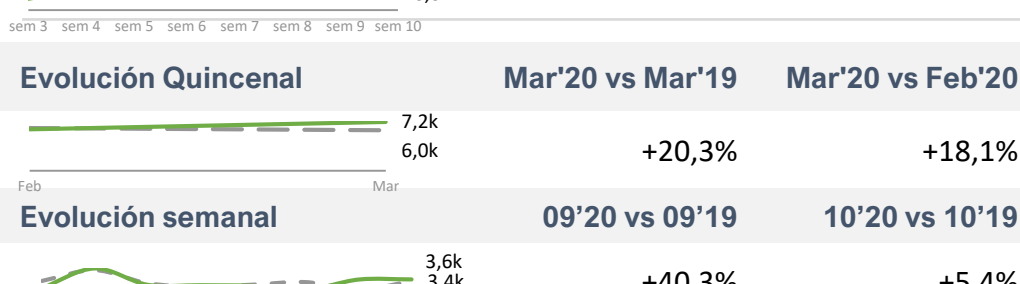 sem 3 sem 4 sem 5 sem 6 sem 7 sem 8 sem 9 sem 10
Evolución Quincenal Mar'20 vs Mar'19 Mar'20 vs Feb'20
7,2k
6,0k +20,3% +18,1%
Feb Mar
Evolución semanal 09’20 vs 09’19 10’20 vs 10’19
3,6k
3,4k +40,3% +5,4%